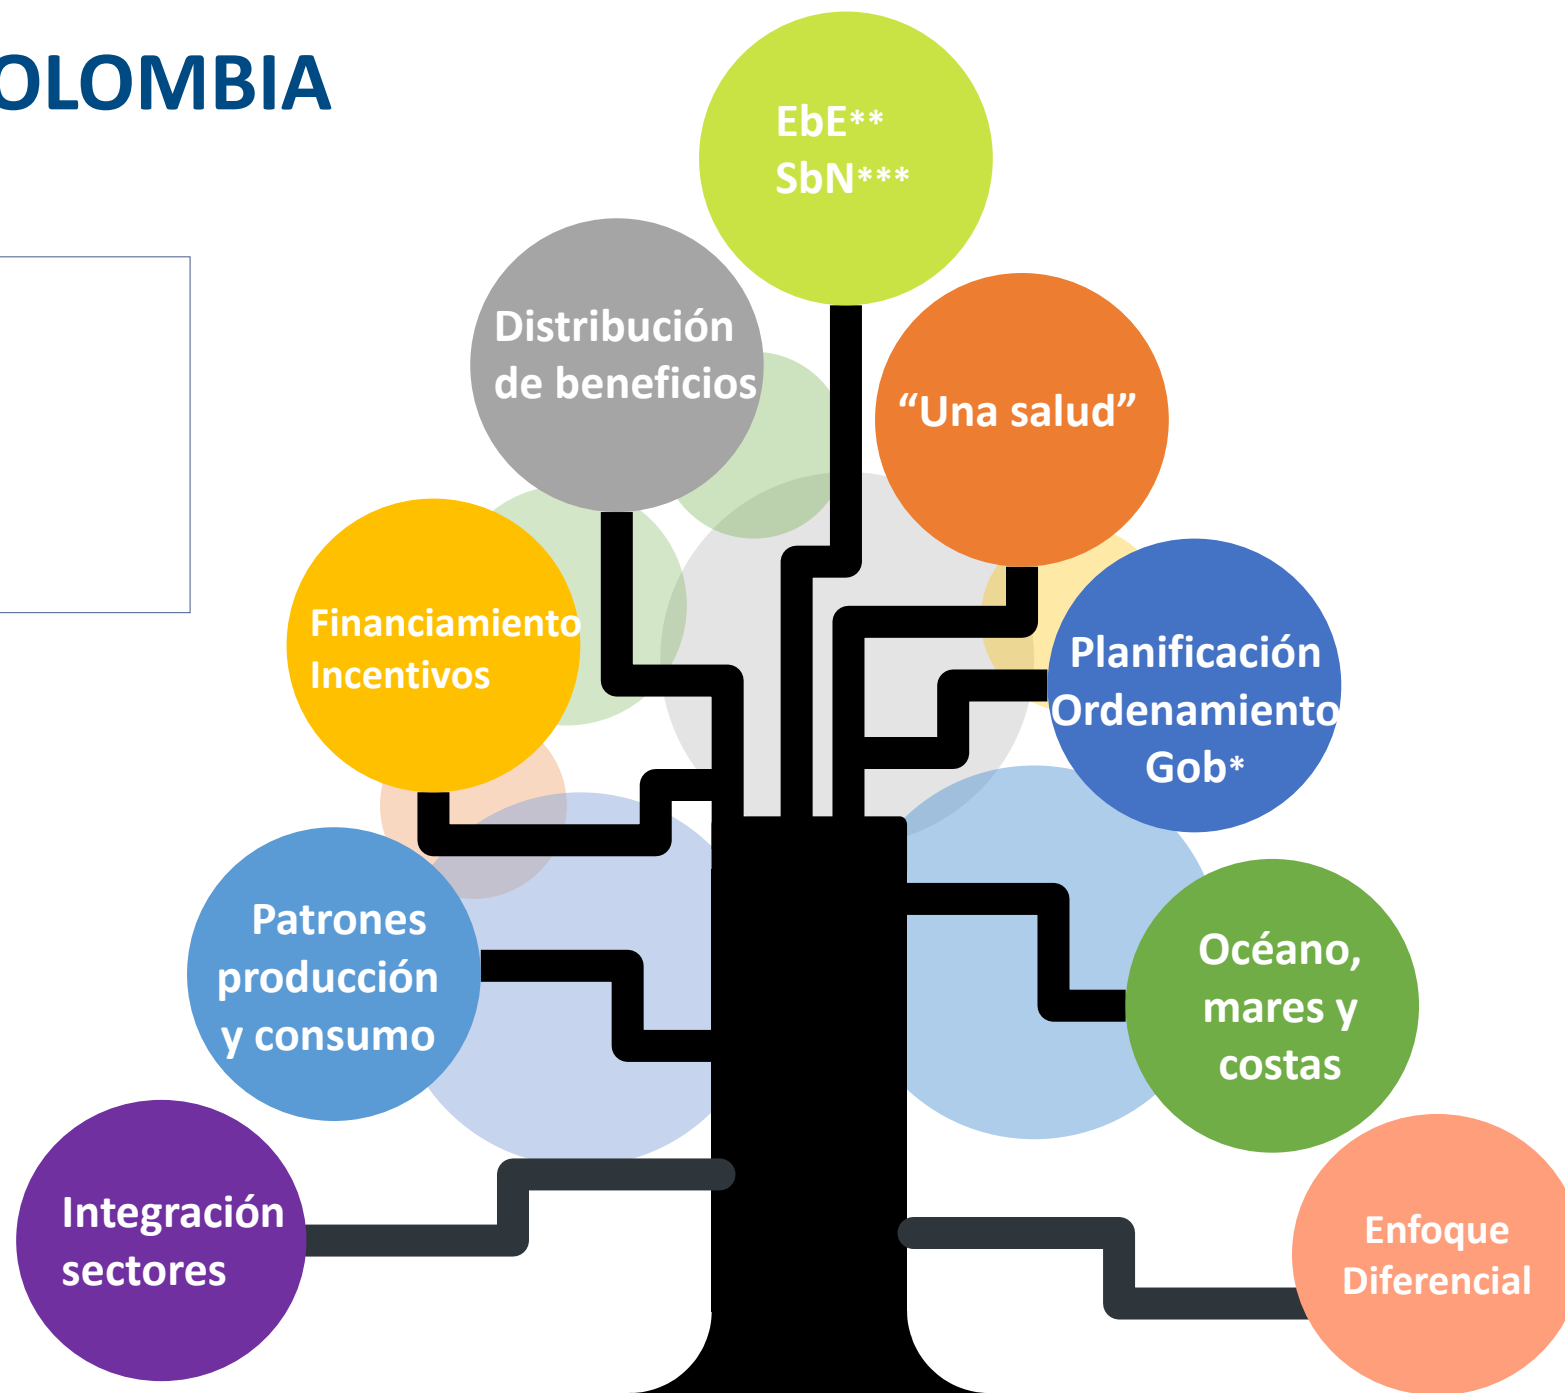 OLOMBIA
EbE**
SbN***
Distribución
de beneficios
“Una salud”
Financiamiento
Incentivos
Planificación
Ordenamiento
Gob*
Patrones
producción
y consumo
Océano,
mares y
costas
Integración
sectores
Enfoque
Diferencial